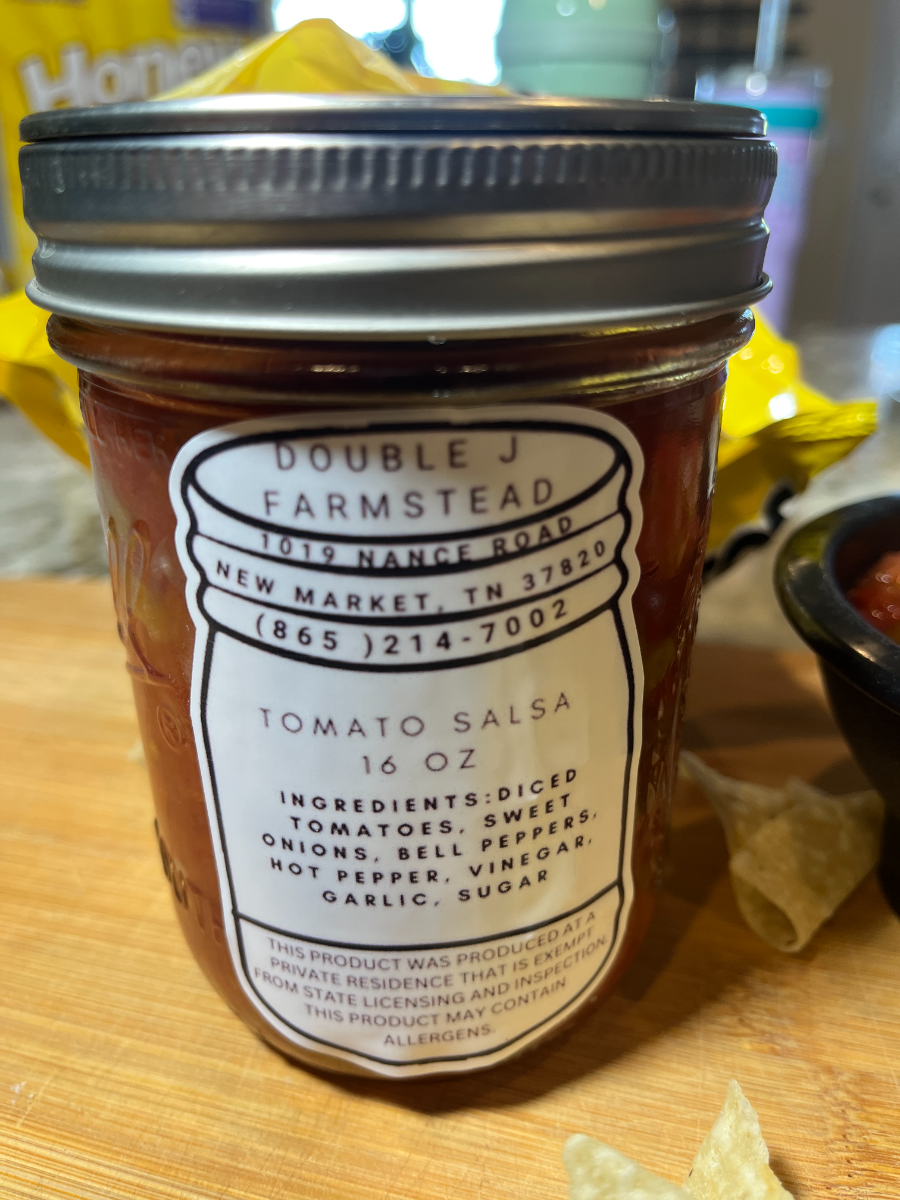 Honey
DOUBLE J
FARMSTEAD
1019 NANCE ROAD
NEW MARKET, TN 37820
(865 )214-7002
TOMATO SALSA
16 OZ
INGREDIENTS:DICED
TOMATOES, SWEET
ONIONS, BELL PEPPERS,
HOT PEPPER, VINEGAR,
GARLIC, SUGAR
THIS PRODUCT WAS PRODUCED AT A
PRIVATE RESIDENCE THAT IS EXEMPT
FROM STATE LICENSING AND INSPECTION.
THIS PRODUCT MAY CONTAIN
ALLERGENS.